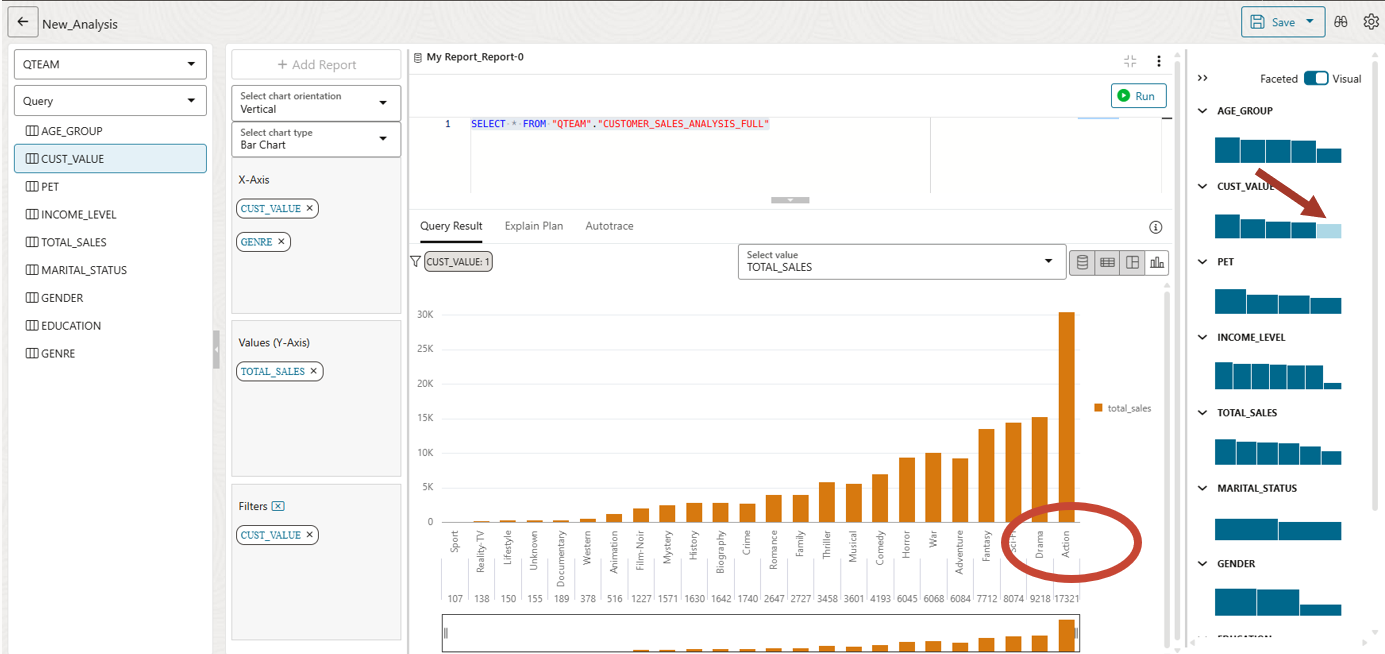 New_Analysis
Save
QTEAM
Query
AGE_GROUP
CUST_VALUE
PET
INCOME_LEVEL
TOTAL_SALES
MARITAL_STATUS
GENDER
EDUCATION
GENRE
+ Add Report
Select chart orientation
Vertical
Select chart type
Bar Chart
X-Axis
CUST_VALUE ×
GENRE ×
Values (Y-Axis)
TOTAL_SALES ×
Filters
CUST_VALUE ×
My Report_Report-0
Run
1 SELECT * FROM "QTEAM"."CUSTOMER_SALES_ANALYSIS_FULL"
Query Result Explain Plan Autotrace
CUST_VALUE: 1
Select value
TOTAL_SALES
30K
25K
20K
15K
10K
5K
0
total_sales
Sport Reality-TV Lifestyle Unknown Documentary Western Animation Film-Noir Mystery History Biography Crime Romance Family Thriller Musical Comedy Horror War Adventure Fantasy Sci-Fi Drama Action
107 138 150 155 189 378 516 1227 1571 1630 1642 1740 2647 2727 3458 3601 4193 6045 6068 6084 7712 8074 9218 17321
Faceted Visual
AGE_GROUP
CUST_VALUE
PET
INCOME_LEVEL
TOTAL_SALES
MARITAL_STATUS
GENDER
EDUCATION